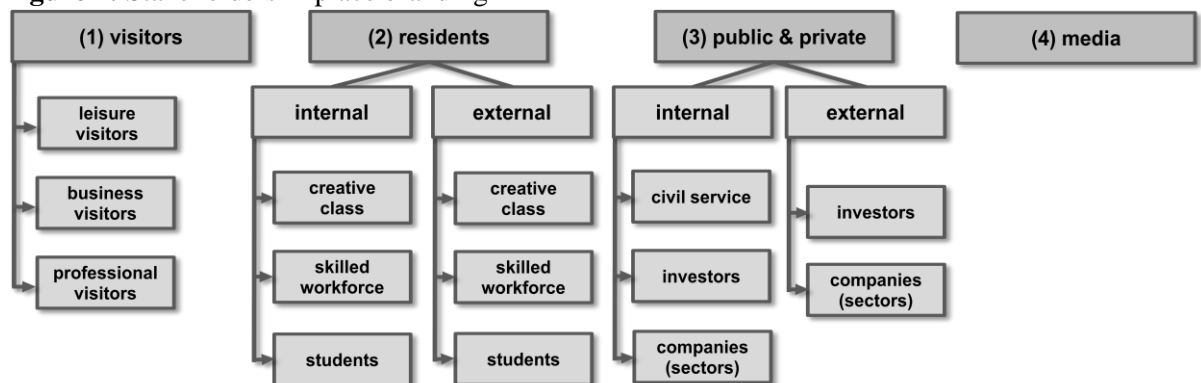 (1) visitors
leisure
visitors
business
visitors
professional
visitors
(2) residents
internal
creative
class
skilled
workforce
students
external
creative
class
skilled
workforce
students
(3) public & private
internal
civil service
investors
companies
(sectors)
external
investors
companies
(sectors)
(4) media